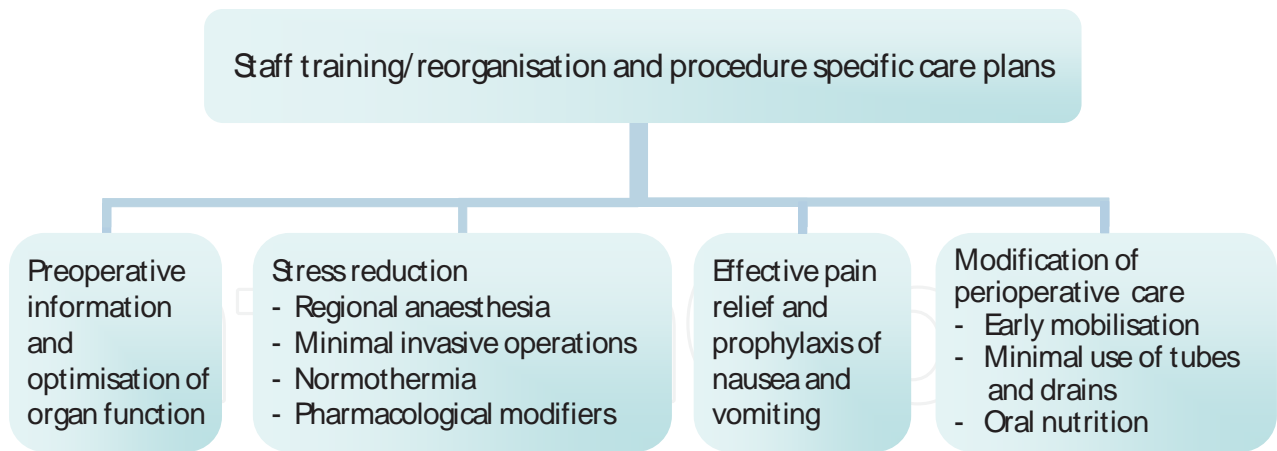 Staff training/reorganisation and procedure specific care plans
Preoperative
information
and
optimisation of
organ function
Stress reduction
- Regional anaesthesia
- Minimal invasive operations
- Normothermia
- Pharmacological modifiers
Effective pain
relief and
prophylaxis of
nausea and
vomiting
Modification of
perioperative care
- Early mobilisation
- Minimal use of tubes
and drains
- Oral nutrition